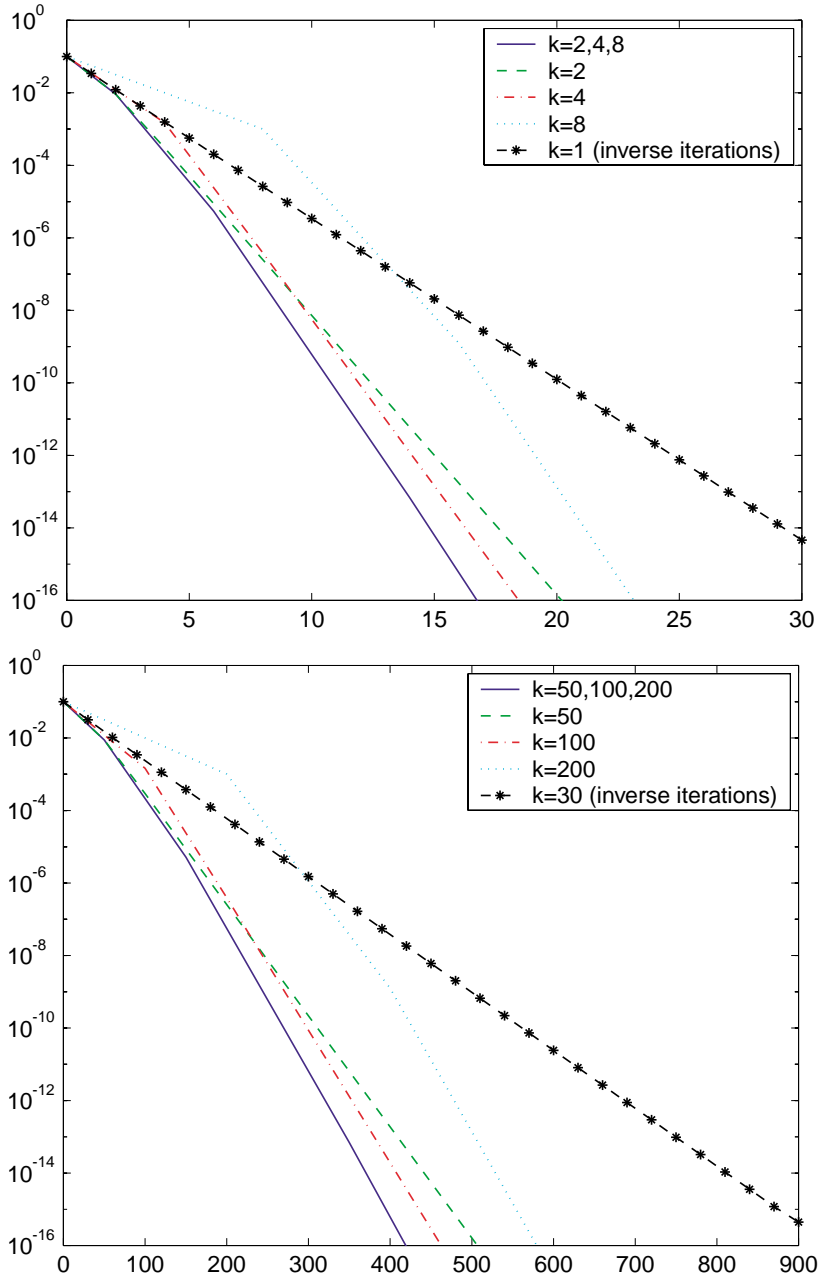 10^0
10^-2
10^-4
10^-6
10^-8
10^-10
10^-12
10^-14
10^-16
k=2,4,8
k=2
k=4
k=8
k=1 (inverse iterations)
0 5 10 15 20 25 30
10^0
10^-2
10^-4
10^-6
10^-8
10^-10
10^-12
10^-14
10^-16
k=50,100,200
k=50
k=100
k=200
k=30 (inverse iterations)
0 100 200 300 400 500 600 700 800 900